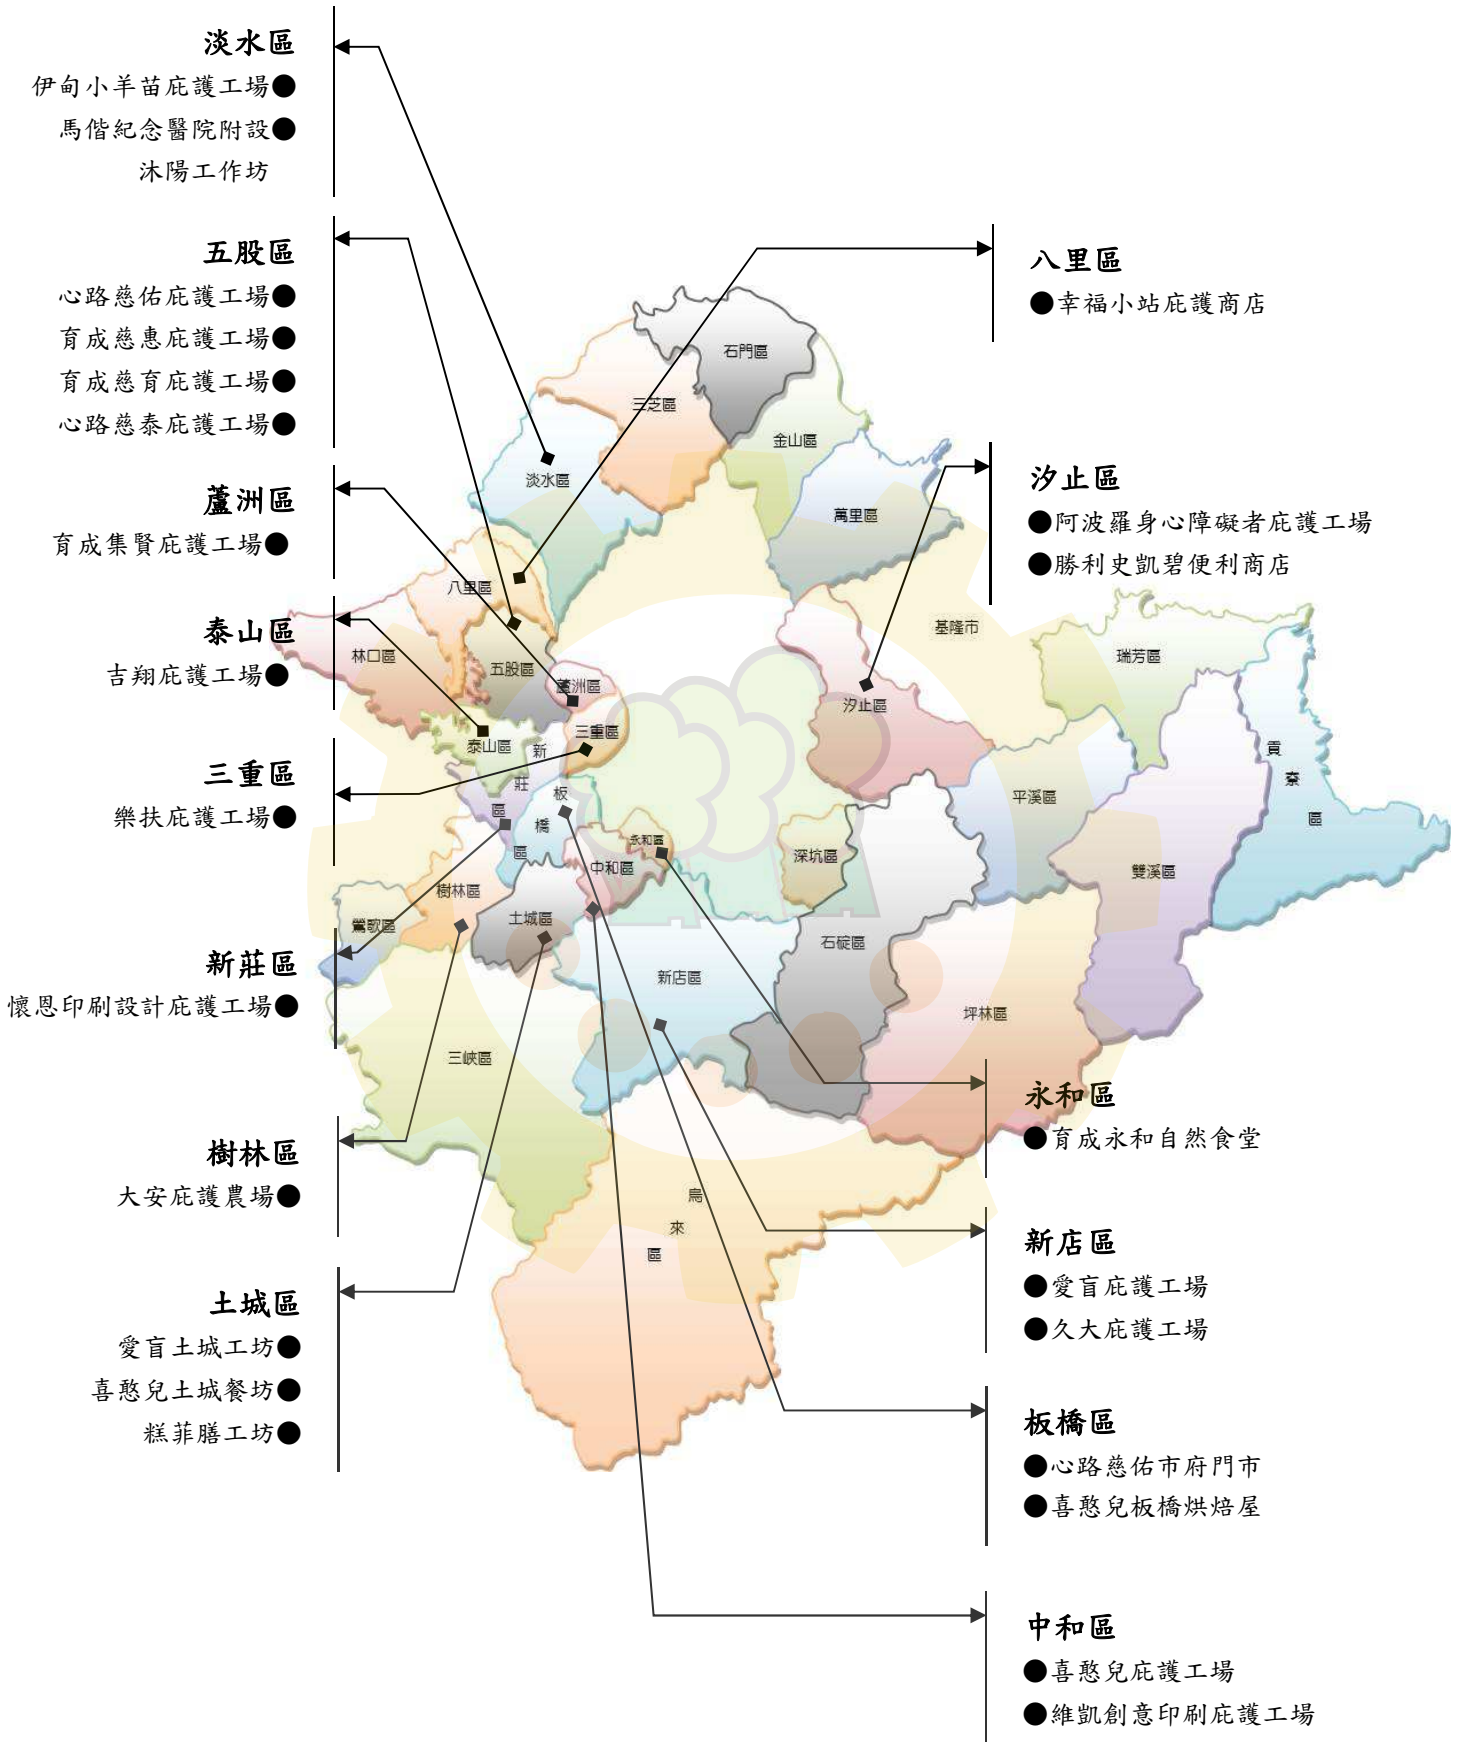 淡水區
伊甸小羊苗庇護工場●
馬偕紀念醫院附設●
沐陽工作坊
五股區
心路慈佑庇護工場●
育成慈惠庇護工場●
育成慈育庇護工場●
心路慈泰庇護工場●
蘆洲區
育成集賢庇護工場●
泰山區
吉翔庇護工場●
三重區
樂扶庇護工場●
新莊區
懷恩印刷設計庇護工場●
樹林區
大安庇護農場●
土城區
愛盲土城工坊●
喜憨兒土城餐坊●
糕菲膳工坊●
八里區
●幸福小站庇護商店
汐止區
●阿波羅身心障礙者庇護工場
●勝利史凱碧便利商店
永和區
●育成永和自然食堂
新店區
●愛盲庇護工場
●久大庇護工場
板橋區
●心路慈佑市府門市
●喜憨兒板橋烘焙屋
中和區
●喜憨兒庇護工場
●維凱創意印刷庇護工場
石門區
三芝區
金山區
淡水區
萬里區
八里區
基隆市
林口區
五股區
瑞芳區
蘆洲區
汐止區
三重區
泰山區
新莊區
貢寮區
板橋區
平溪區
永和區
中和區
深坑區
雙溪區
樹林區
鶯歌區
土城區
石碇區
新店區
坪林區
三峽區
烏來區